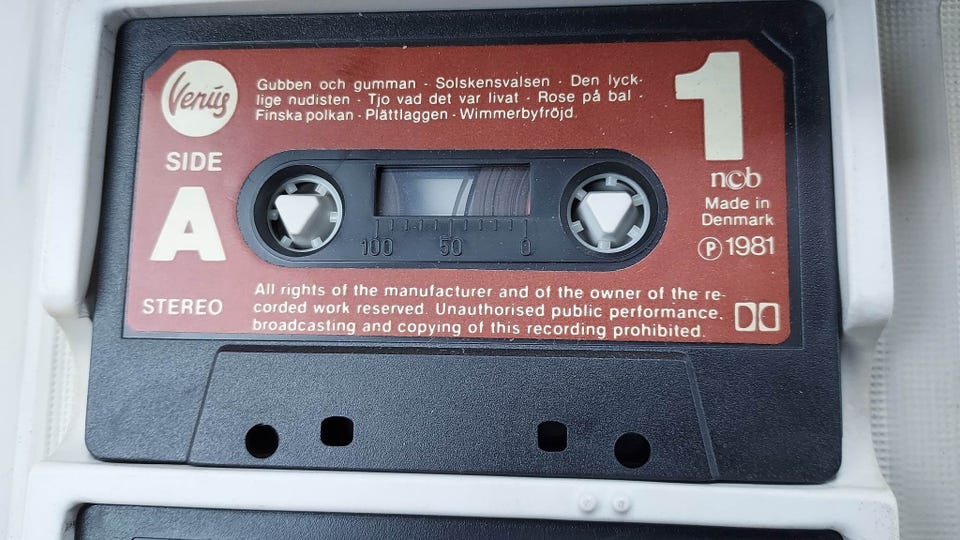 Venús
Gubben och gumman · Solskensvalsen · Den lyck-
lige nudisten · Tjo vad det var livat · Rose på bal ·
Finska polkan · Plättlaggen · Wimmerbyfröjd.
1
SIDE
A
ncb
Made in
Denmark
Ⓟ 1981
100 50 0
STEREO
All rights of the manufacturer and of the owner of the re-
corded work reserved. Unauthorised public performance.
broadcasting and copying of this recording prohibited.